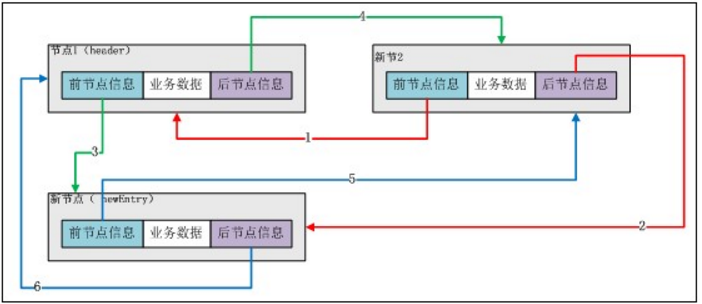 4
节点1（header）
新节2
前节点信息 业务数据 后节点信息
前节点信息 业务数据 后节点信息
1
3
5
新节点（ newEntry）
2
前节点信息 业务数据 后节点信息
6